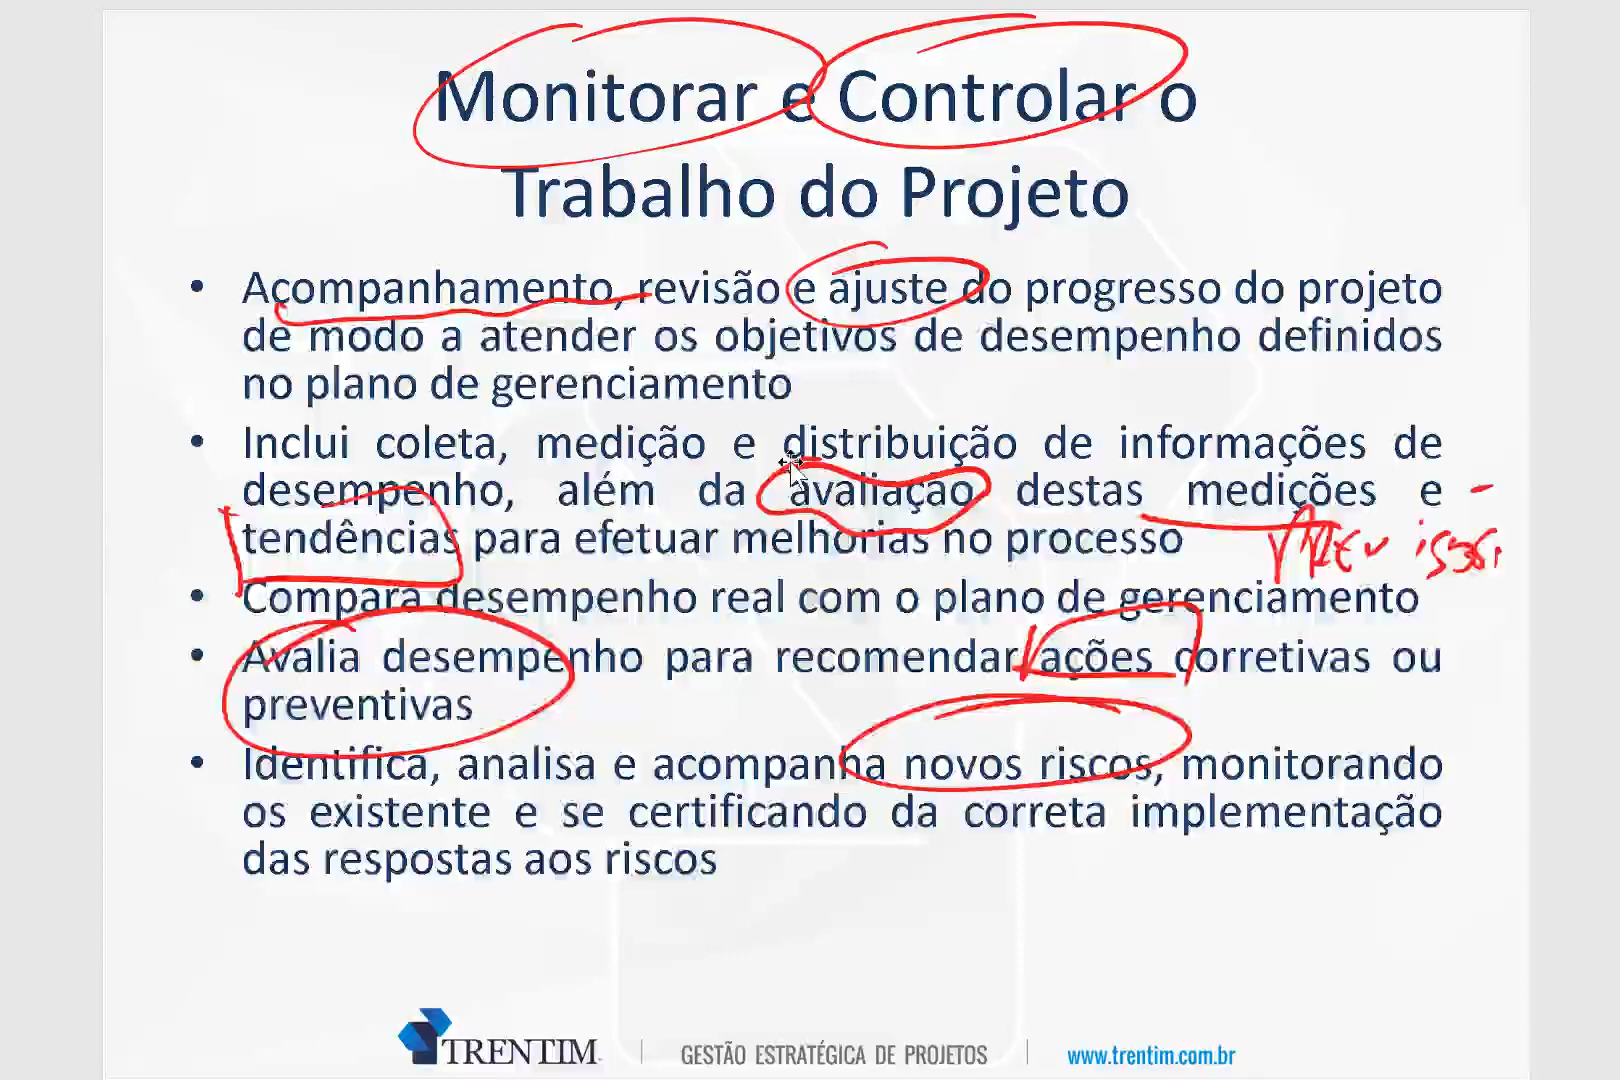 Monitorar e Controlar o
Trabalho do Projeto
• Acompanhamento, revisão e ajuste do progresso do projeto
de modo a atender os objetivos de desempenho definidos
no plano de gerenciamento
• Inclui coleta, medição e distribuição de informações de
desempenho, além da avaliação destas medições e
tendências para efetuar melhorias no processo
• Compara desempenho real com o plano de gerenciamento
• Avalia desempenho para recomendar ações corretivas ou
preventivas
• Identifica, analisa e acompanha novos riscos, monitorando
os existente e se certificando da correta implementação
das respostas aos riscos
TRENTIM
GESTÃO ESTRATÉGICA DE PROJETOS
www.trentim.com.br